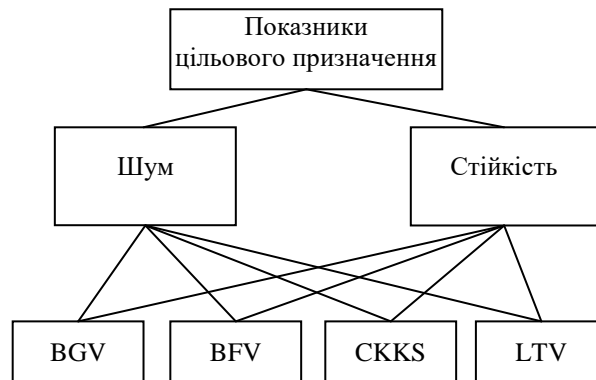 Показники
цільового призначення
Шум
Стійкість
BGV
BFV
CKKS
LTV